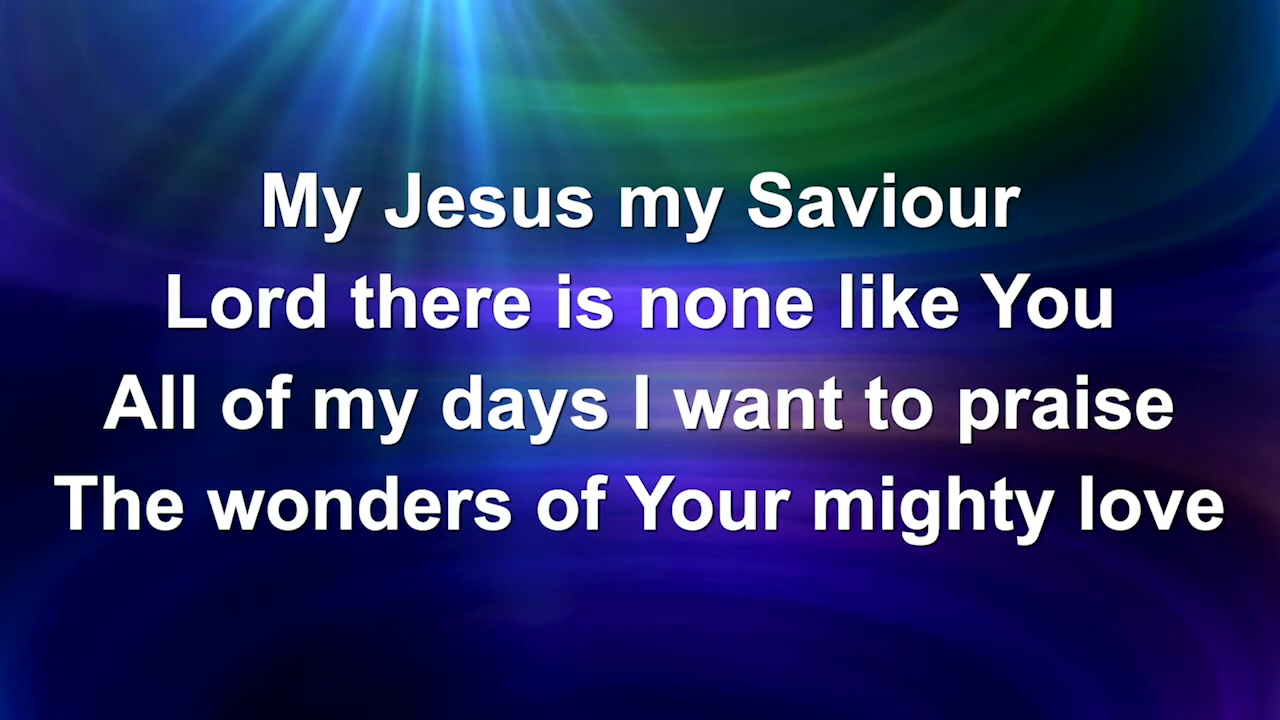 My Jesus my Saviour
Lord there is none like You
All of my days I want to praise
The wonders of Your mighty love